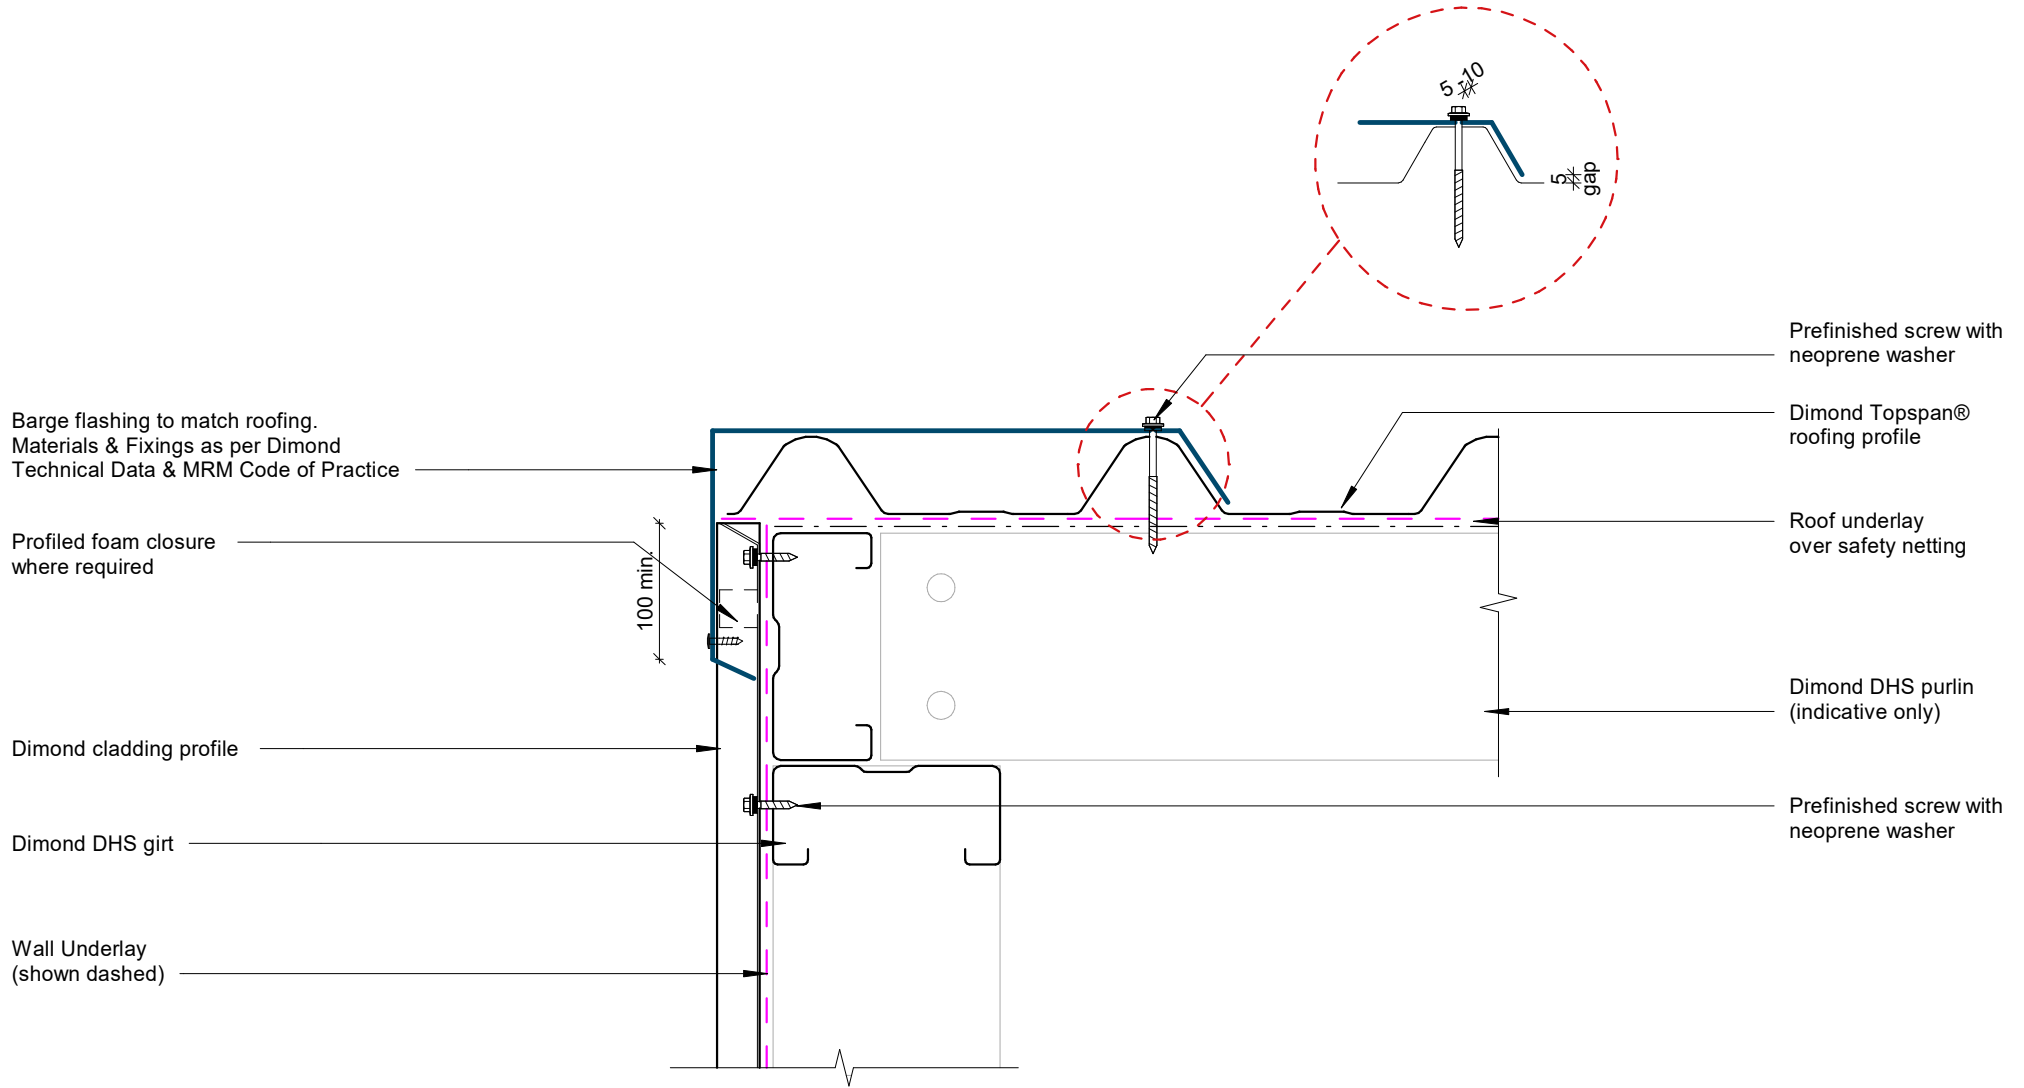 5 -10
5
gap
Prefinished screw with
neoprene washer
Dimond Topspan®
roofing profile
Barge flashing to match roofing.
Materials & Fixings as per Dimond
Technical Data & MRM Code of Practice
Roof underlay
over safety netting
Profiled foam closure
where required
100 min.
Dimond DHS purlin
(indicative only)
Dimond cladding profile
Prefinished screw with
neoprene washer
Dimond DHS girt
Wall Underlay
(shown dashed)